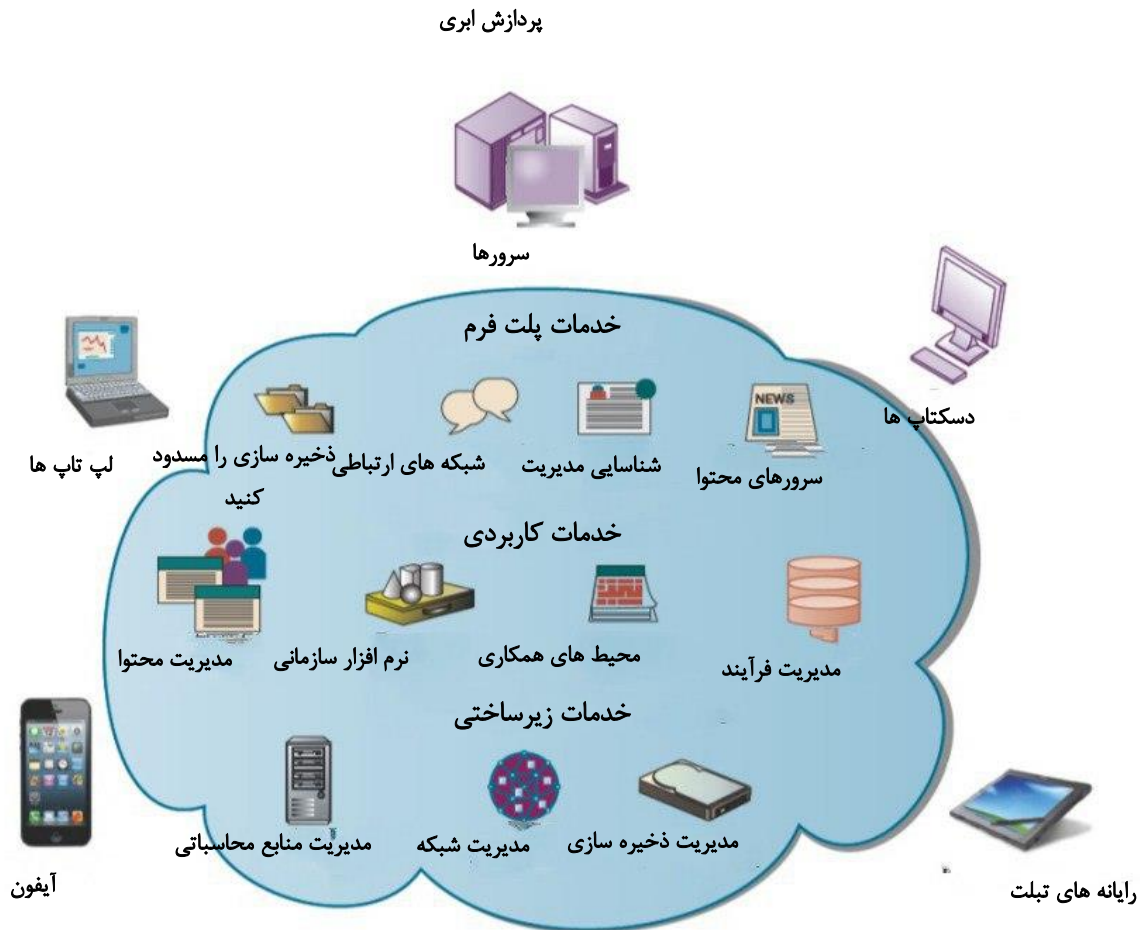 پردازش ابری
سرورها
خدمات پلت فرم
NEWS
دسکتاپ ها
لپ تاپ ها
سرورهای محتوا
شناسایی مدیریت
شبکه های ارتباطی
ذخیره سازی را مسدود
کنید
خدمات کاربردی
مدیریت فرآیند
محیط های همکاری
نرم افزار سازمانی
مدیریت محتوا
خدمات زیرساختی
مدیریت ذخیره سازی
مدیریت شبکه
مدیریت منابع محاسباتی
رایانه های تبلت
آیفون